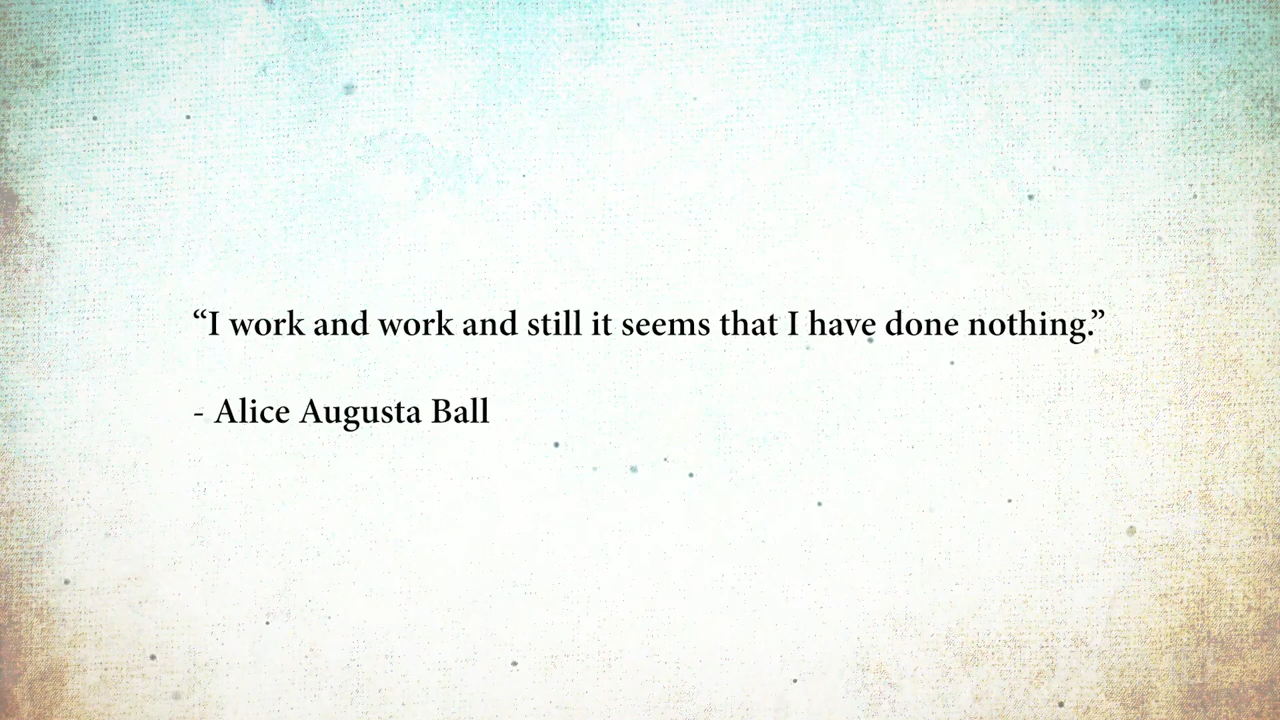 “I work and work and still it seems that I have done nothing.”
- Alice Augusta Ball